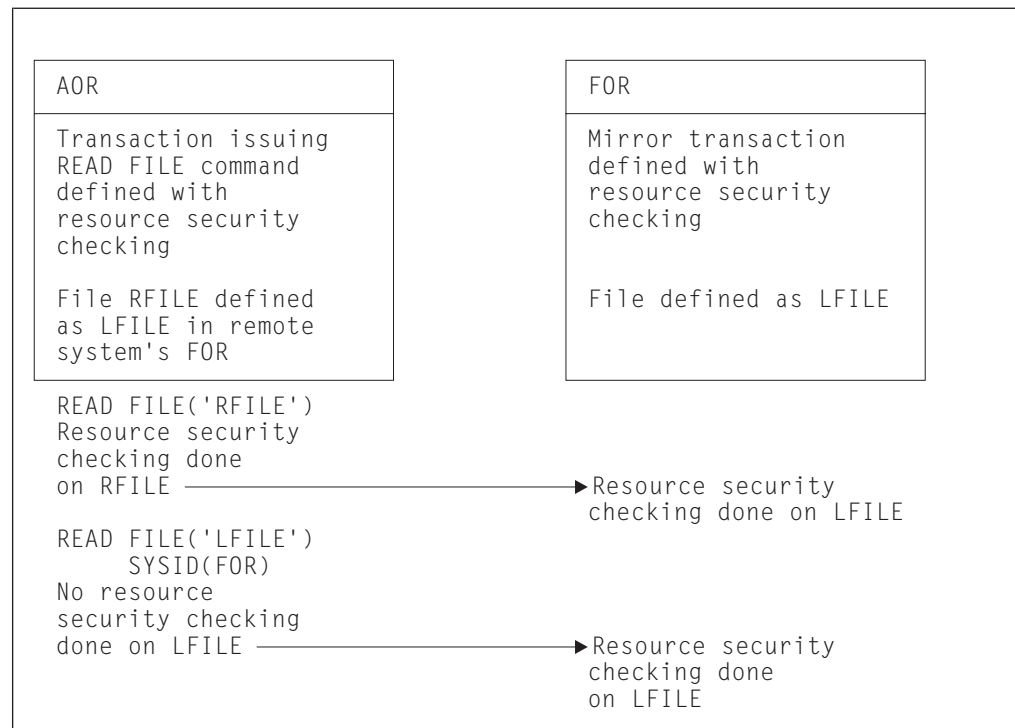 AOR
Transaction issuing
READ FILE command
defined with
resource security
checking
File RFILE defined
as LFILE in remote
system's FOR
FOR
Mirror transaction
defined with
resource security
checking
File defined as LFILE
READ FILE('RFILE')
Resource security
checking done
on RFILE
Resource security
checking done on LFILE
READ FILE('LFILE')
SYSID(FOR)
No resource
security checking
done on LFILE
Resource security
checking done
on LFILE